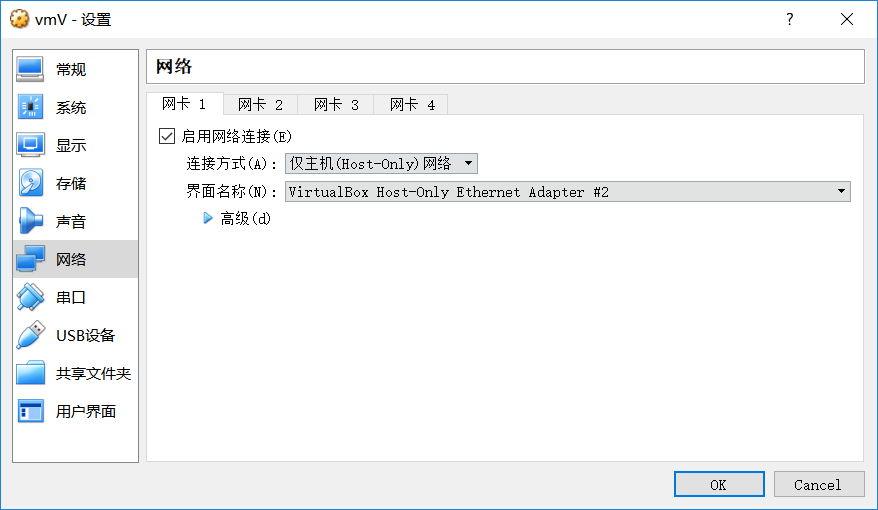 vmV - 设置
?
常规
系统
显示
存储
声音
网络
串口
USB设备
共享文件夹
用户界面
网络
网卡 1 网卡 2 网卡 3 网卡 4
启用网络连接(E)
连接方式(A): 仅主机(Host-Only)网络
界面名称(N): VirtualBox Host-Only Ethernet Adapter #2
高级(d)
OK Cancel